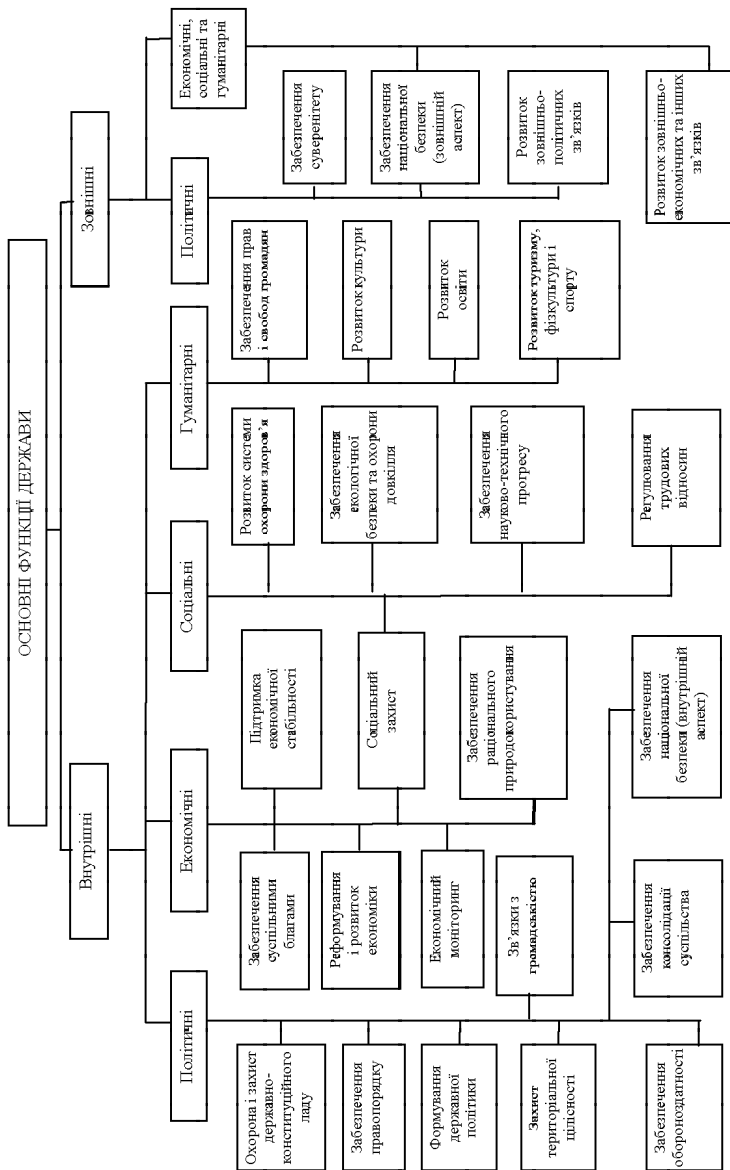 ОСНОВНІ ФУНКЦІЇ ДЕРЖАВИ
Внутрішні
Зовнішні
Політичні
Економічні
Соціальні
Гуманітарні
Політичні
Економічні,
соціальні та
гуманітарні
Охорона і захист
державно-
конституційного
ладу
Забезпечення
правопорядку
Формування
державної
політики
Захист
територіальної
цілісності
Забезпечення
обороноздатності
Зв’язки з
громадськістю
Забезпечення
консолідації
суспільства
Забезпечення
національної
безпеки (внутрішній
аспект)
Забезпечення
суспільними
благами
Реформування
і розвиток
економіки
Економічний
моніторинг
Підтримка
економічної
стабільності
Соціальний
захист
Забезпечення
раціонального
природокористування
Розвиток системи
охорони здоров’я
Забезпечення
екологічної
безпеки та охорони
довкілля
Забезпечення
науково-технічного
прогресу
Регулювання
трудових
відносин
Забезпечення прав
і свобод громадян
Розвиток культури
Розвиток
освіти
Розвиток туризму,
фізкультури і
спорту
Забезпечення
суверенітету
Забезпечення
національної
безпеки
(зовнішній
аспект)
Розвиток
зовнішньо-
політичних
зв’язків
Розвиток зовнішньо-
економічних та інших
зв’язків